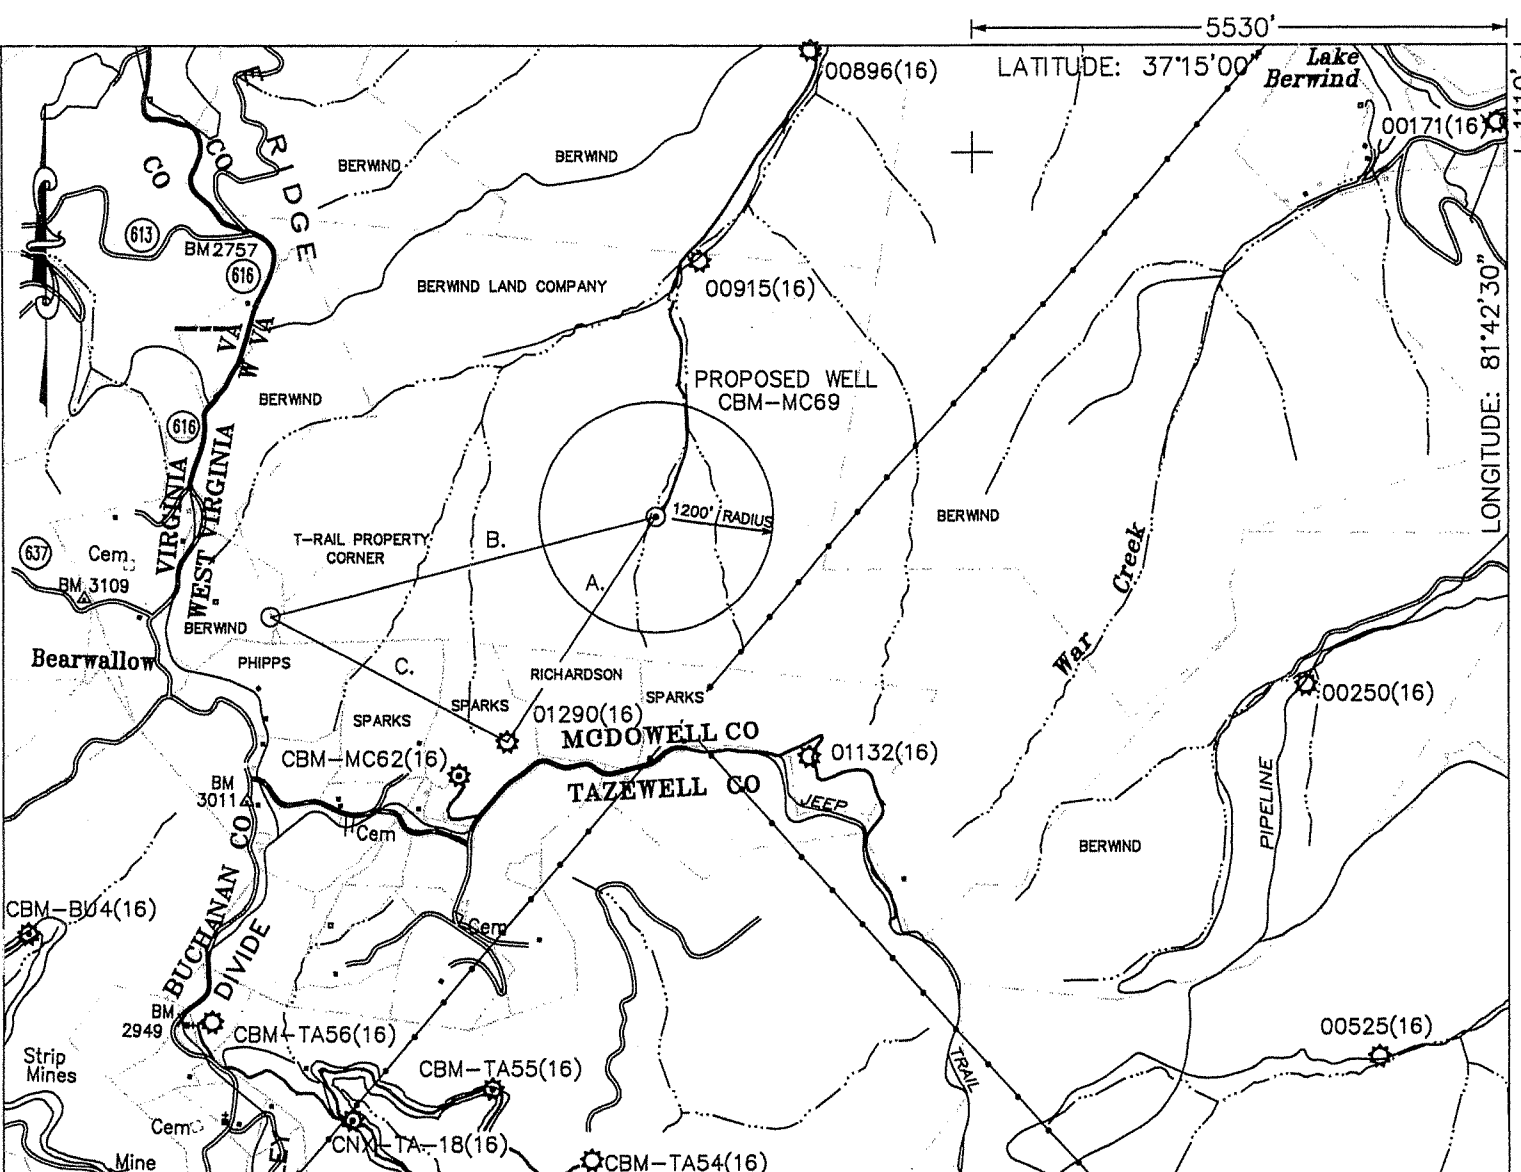 5530'
00896(16)
LATITUDE: 37°15'00"
Lake
Berwind
1110'
00171(16)
CO
CO
RIDGE
BERWIND
BERWIND
613
BM 2757
616
BERWIND LAND COMPANY
00915(16)
VA
W VA
LONGITUDE: 81°42'30"
BERWIND
PROPOSED WELL
CBM-MC69
616
VIRGINIA
WEST VIRGINIA
1200' RADIUS
BERWIND
T-RAIL PROPERTY
CORNER
B.
637
Cem
BM 3109
A.
Creek
BERWIND
War
Bearwallow
PHIPPS
C.
RICHARDSON
SPARKS
SPARKS
SPARKS
00250(16)
01290(16)
MCDOWELL CO
CBM-MC62(16)
01132(16)
TAZEWELL CO
BM
3011
JEEP
PIPELINE
Cem
BERWIND
CBM-BU4(16)
BUCHANAN CO
Cem
DIVIDE
BM
2949
CBM-TA56(16)
00525(16)
Strip
Mines
CBM-TA55(16)
TRAIL
Cem
CNX-TA-18(16)
Mine
CBM-TA54(16)